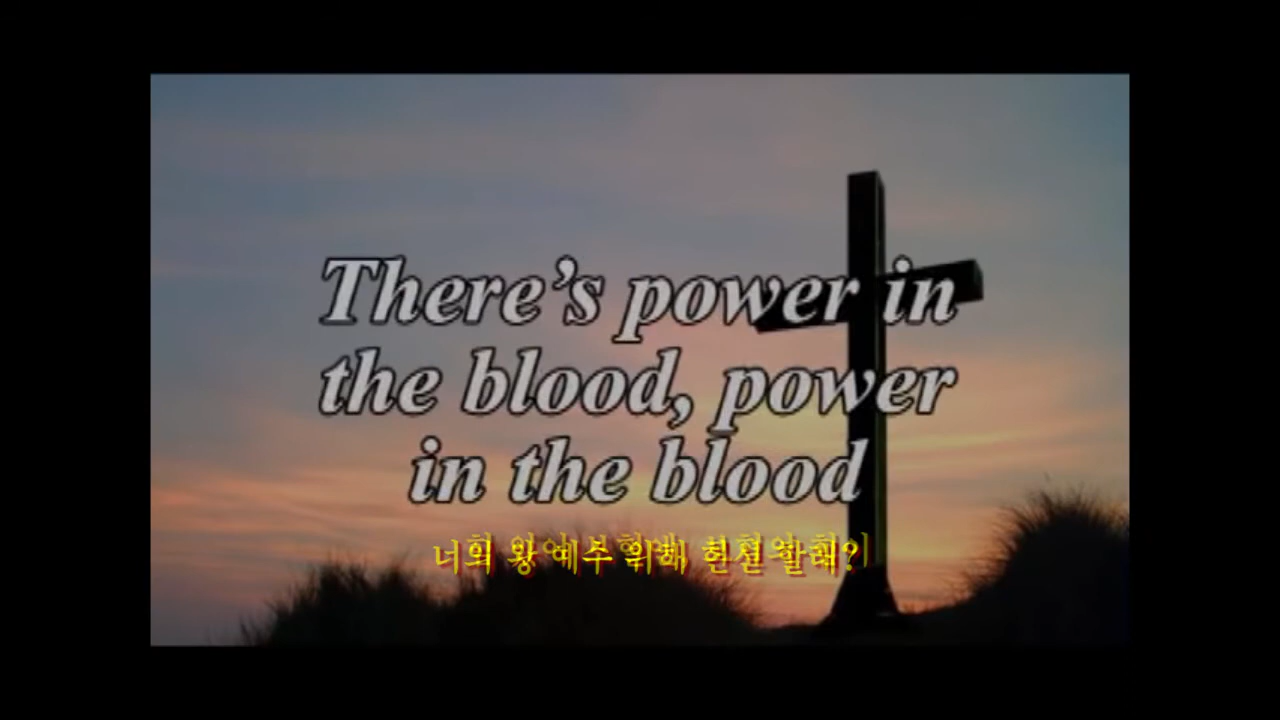 There's power in
the blood, power
in the blood
너의 왕 예수 위해 헌신 할래?